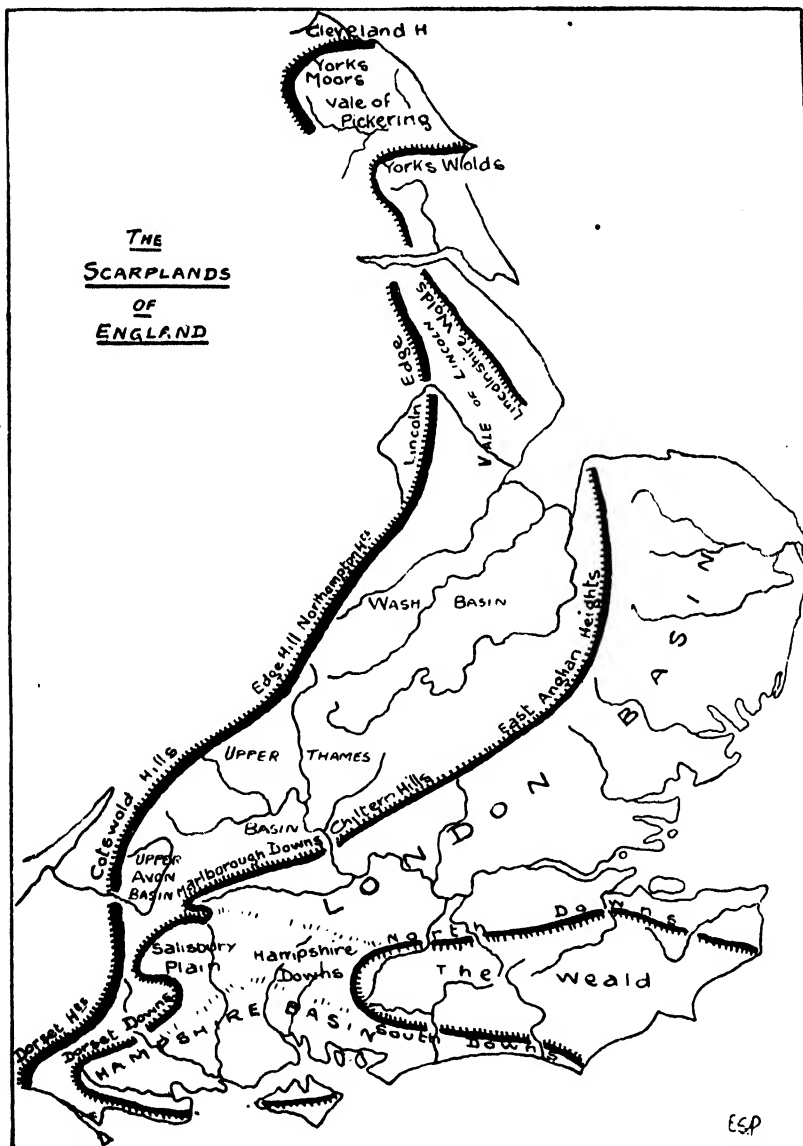 Cleveland H
Yorks
Moors
Vale of
Pickering
Yorks Wolds
THE
SCARPLANDS
OF
ENGLAND
Lincoln Edge
VALE OF LINCOLN
Lincolnshire Wolds
Edge Hill Northampton Hts
WASH BASIN
East Anglian Heights
Cotswold Hills
UPPER THAMES
BASIN
Chiltern Hills
LONDON BASIN
UPPER
AVON
BASIN
Marlborough Downs
Salisbury
Plain
Hampshire
Downs
North Downs
The Weald
South Downs
HAMPSHIRE BASIN
Dorset Hts
Dorset Downs
E.S.P